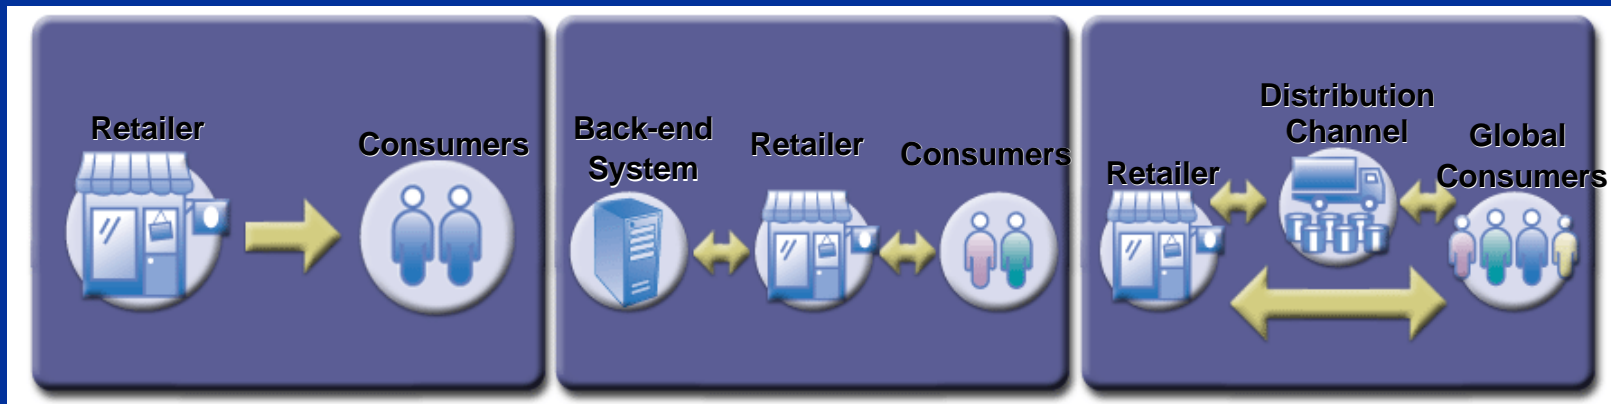 Retailer
Consumers
Back-end
System
Retailer
Consumers
Distribution
Channel
Retailer
Global
Consumers